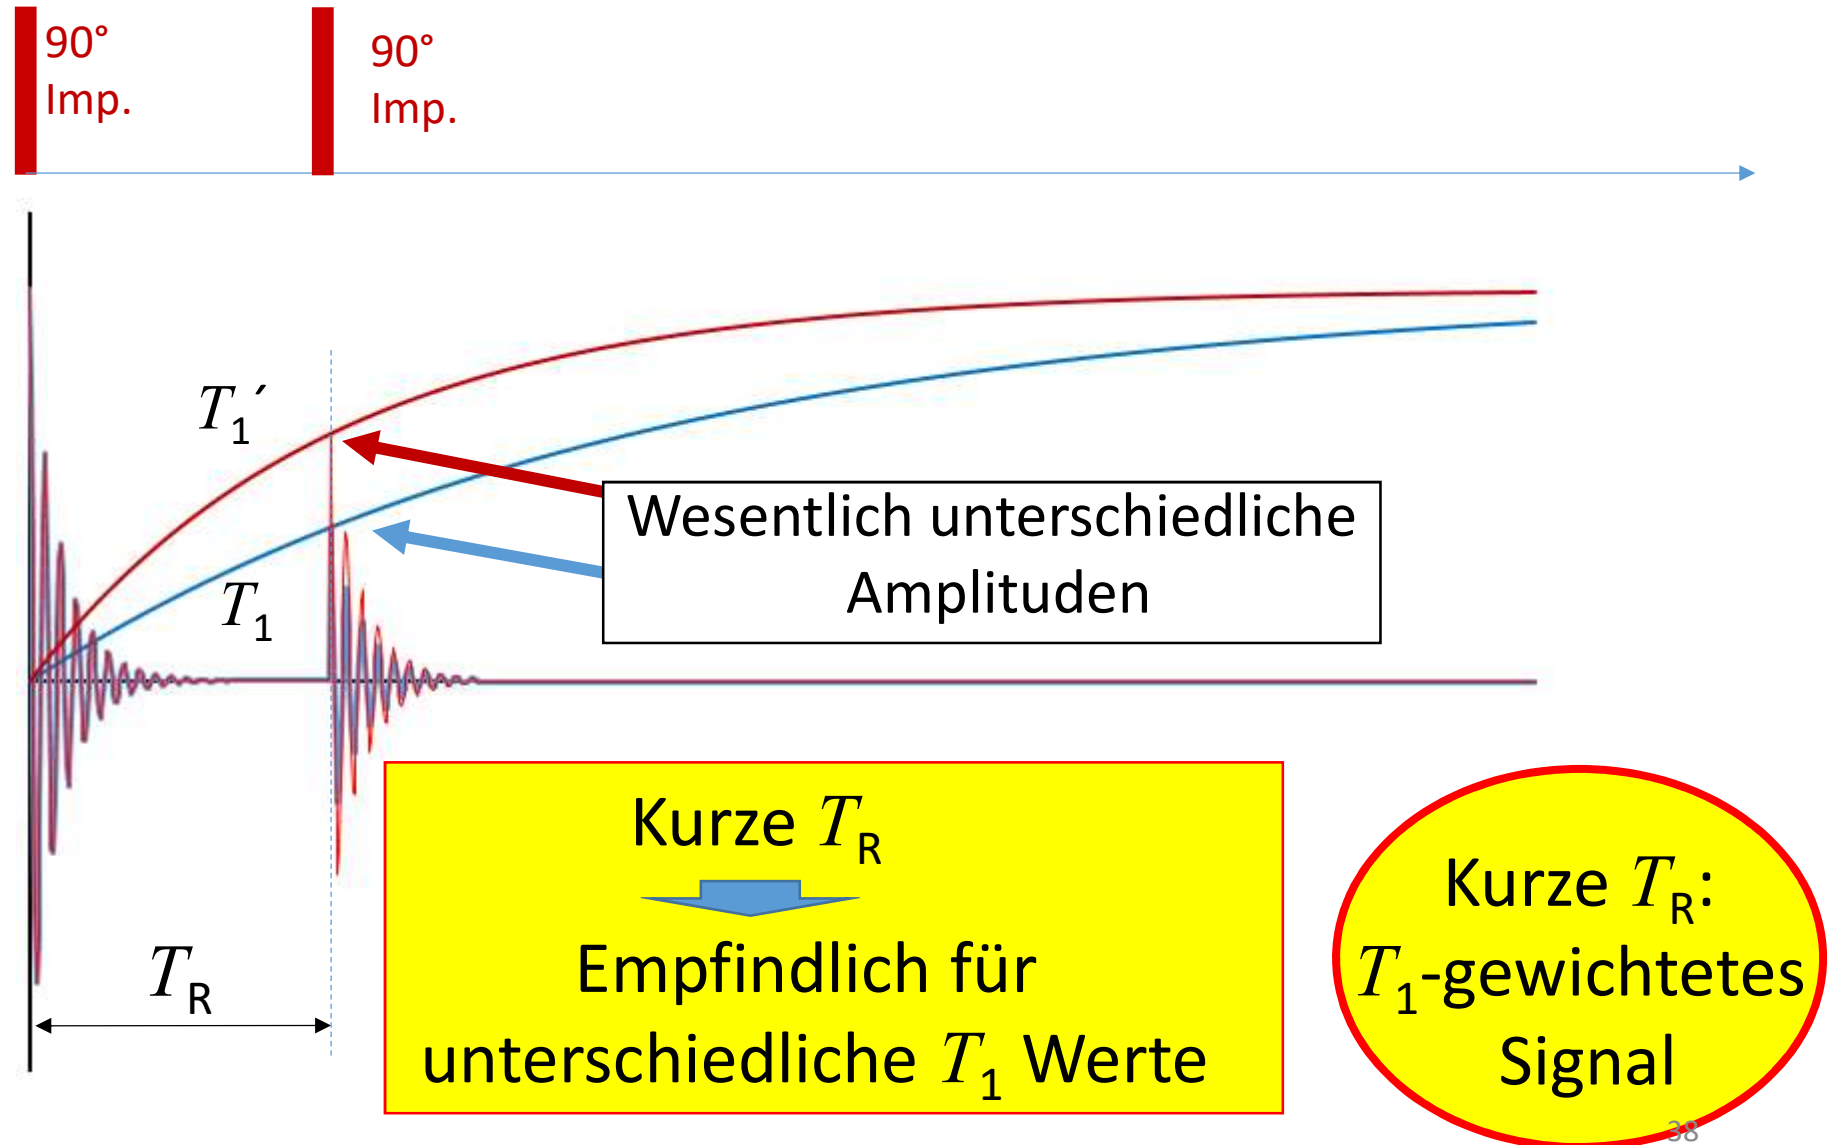 90°
Imp.
90°
Imp.
T1´
T1
Wesentlich unterschiedliche
Amplituden
TR
Kurze TR
Empfindlich für
unterschiedliche T1 Werte
Kurze TR:
T1-gewichtetes
Signal
38